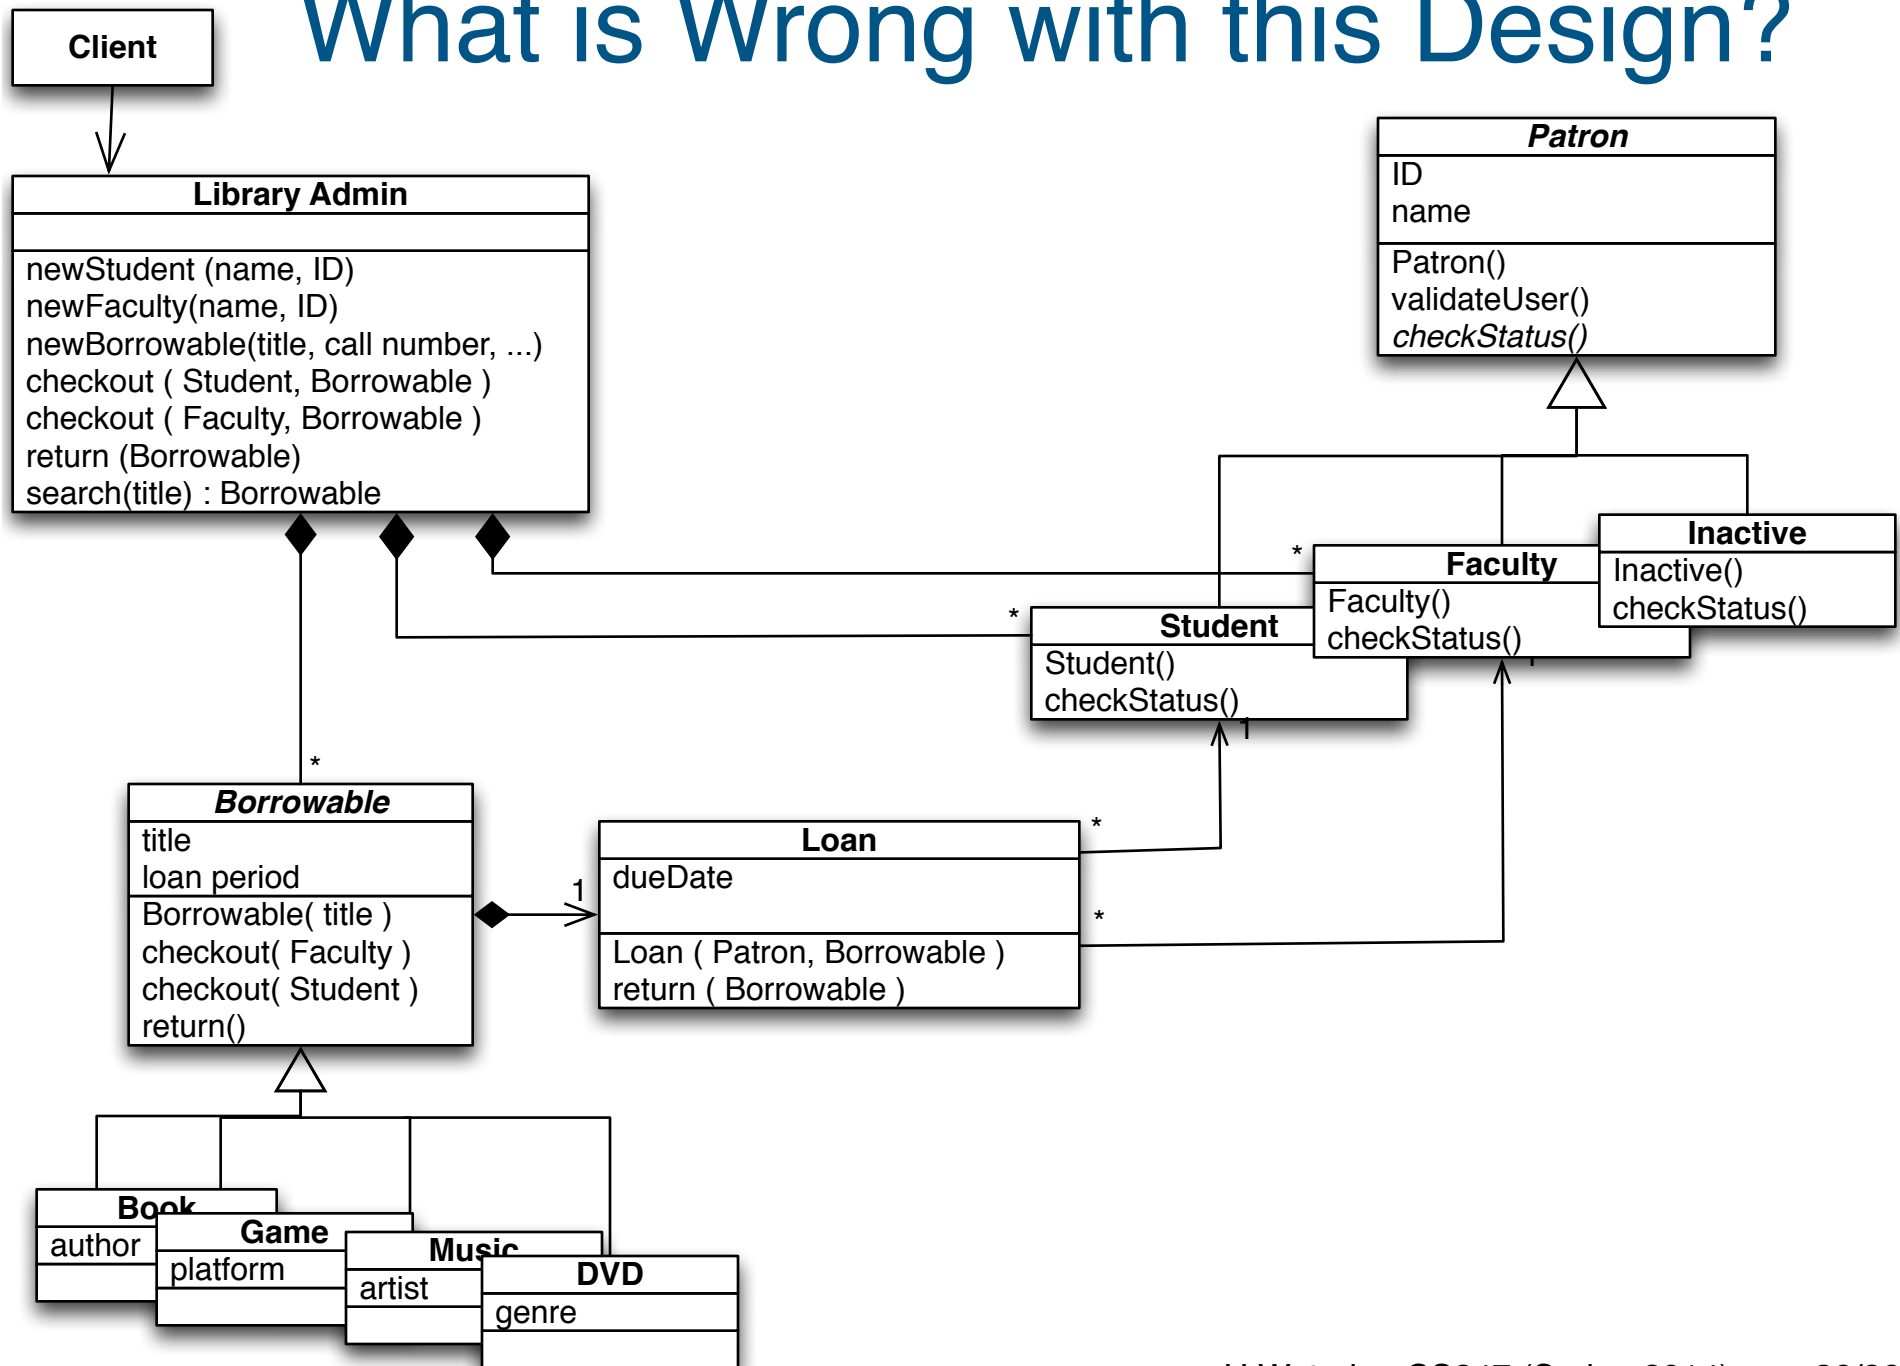 What is Wrong with this Design?
Client
Library Admin
newStudent (name, ID)
newFaculty(name, ID)
newBorrowable(title, call number, ...)
checkout ( Student, Borrowable )
checkout ( Faculty, Borrowable )
return (Borrowable)
search(title) : Borrowable
Patron
ID
name
Patron()
validateUser()
checkStatus()
Inactive
Inactive()
checkStatus()
*
Faculty
Faculty()
checkStatus()
*
Student
Student()
checkStatus()
1
*
Borrowable
title
loan period
Borrowable( title )
checkout( Faculty )
checkout( Student )
return()
1
Loan
dueDate
Loan ( Patron, Borrowable )
return ( Borrowable )
*
*
Book
author
Game
platform
Music
artist
DVD
genre